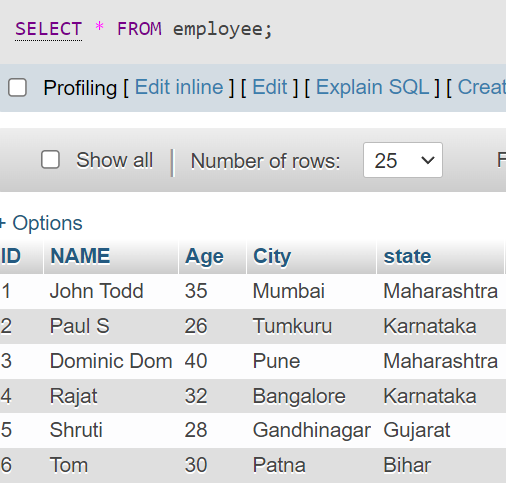 SELECT * FROM employee;
Profiling [ Edit inline ] [ Edit ] [ Explain SQL ] [ Creat
Show all | Number of rows: 25 F
+ Options
ID NAME Age City state
1 John Todd 35 Mumbai Maharashtra
2 Paul S 26 Tumkuru Karnataka
3 Dominic Dom 40 Pune Maharashtra
4 Rajat 32 Bangalore Karnataka
5 Shruti 28 Gandhinagar Gujarat
6 Tom 30 Patna Bihar